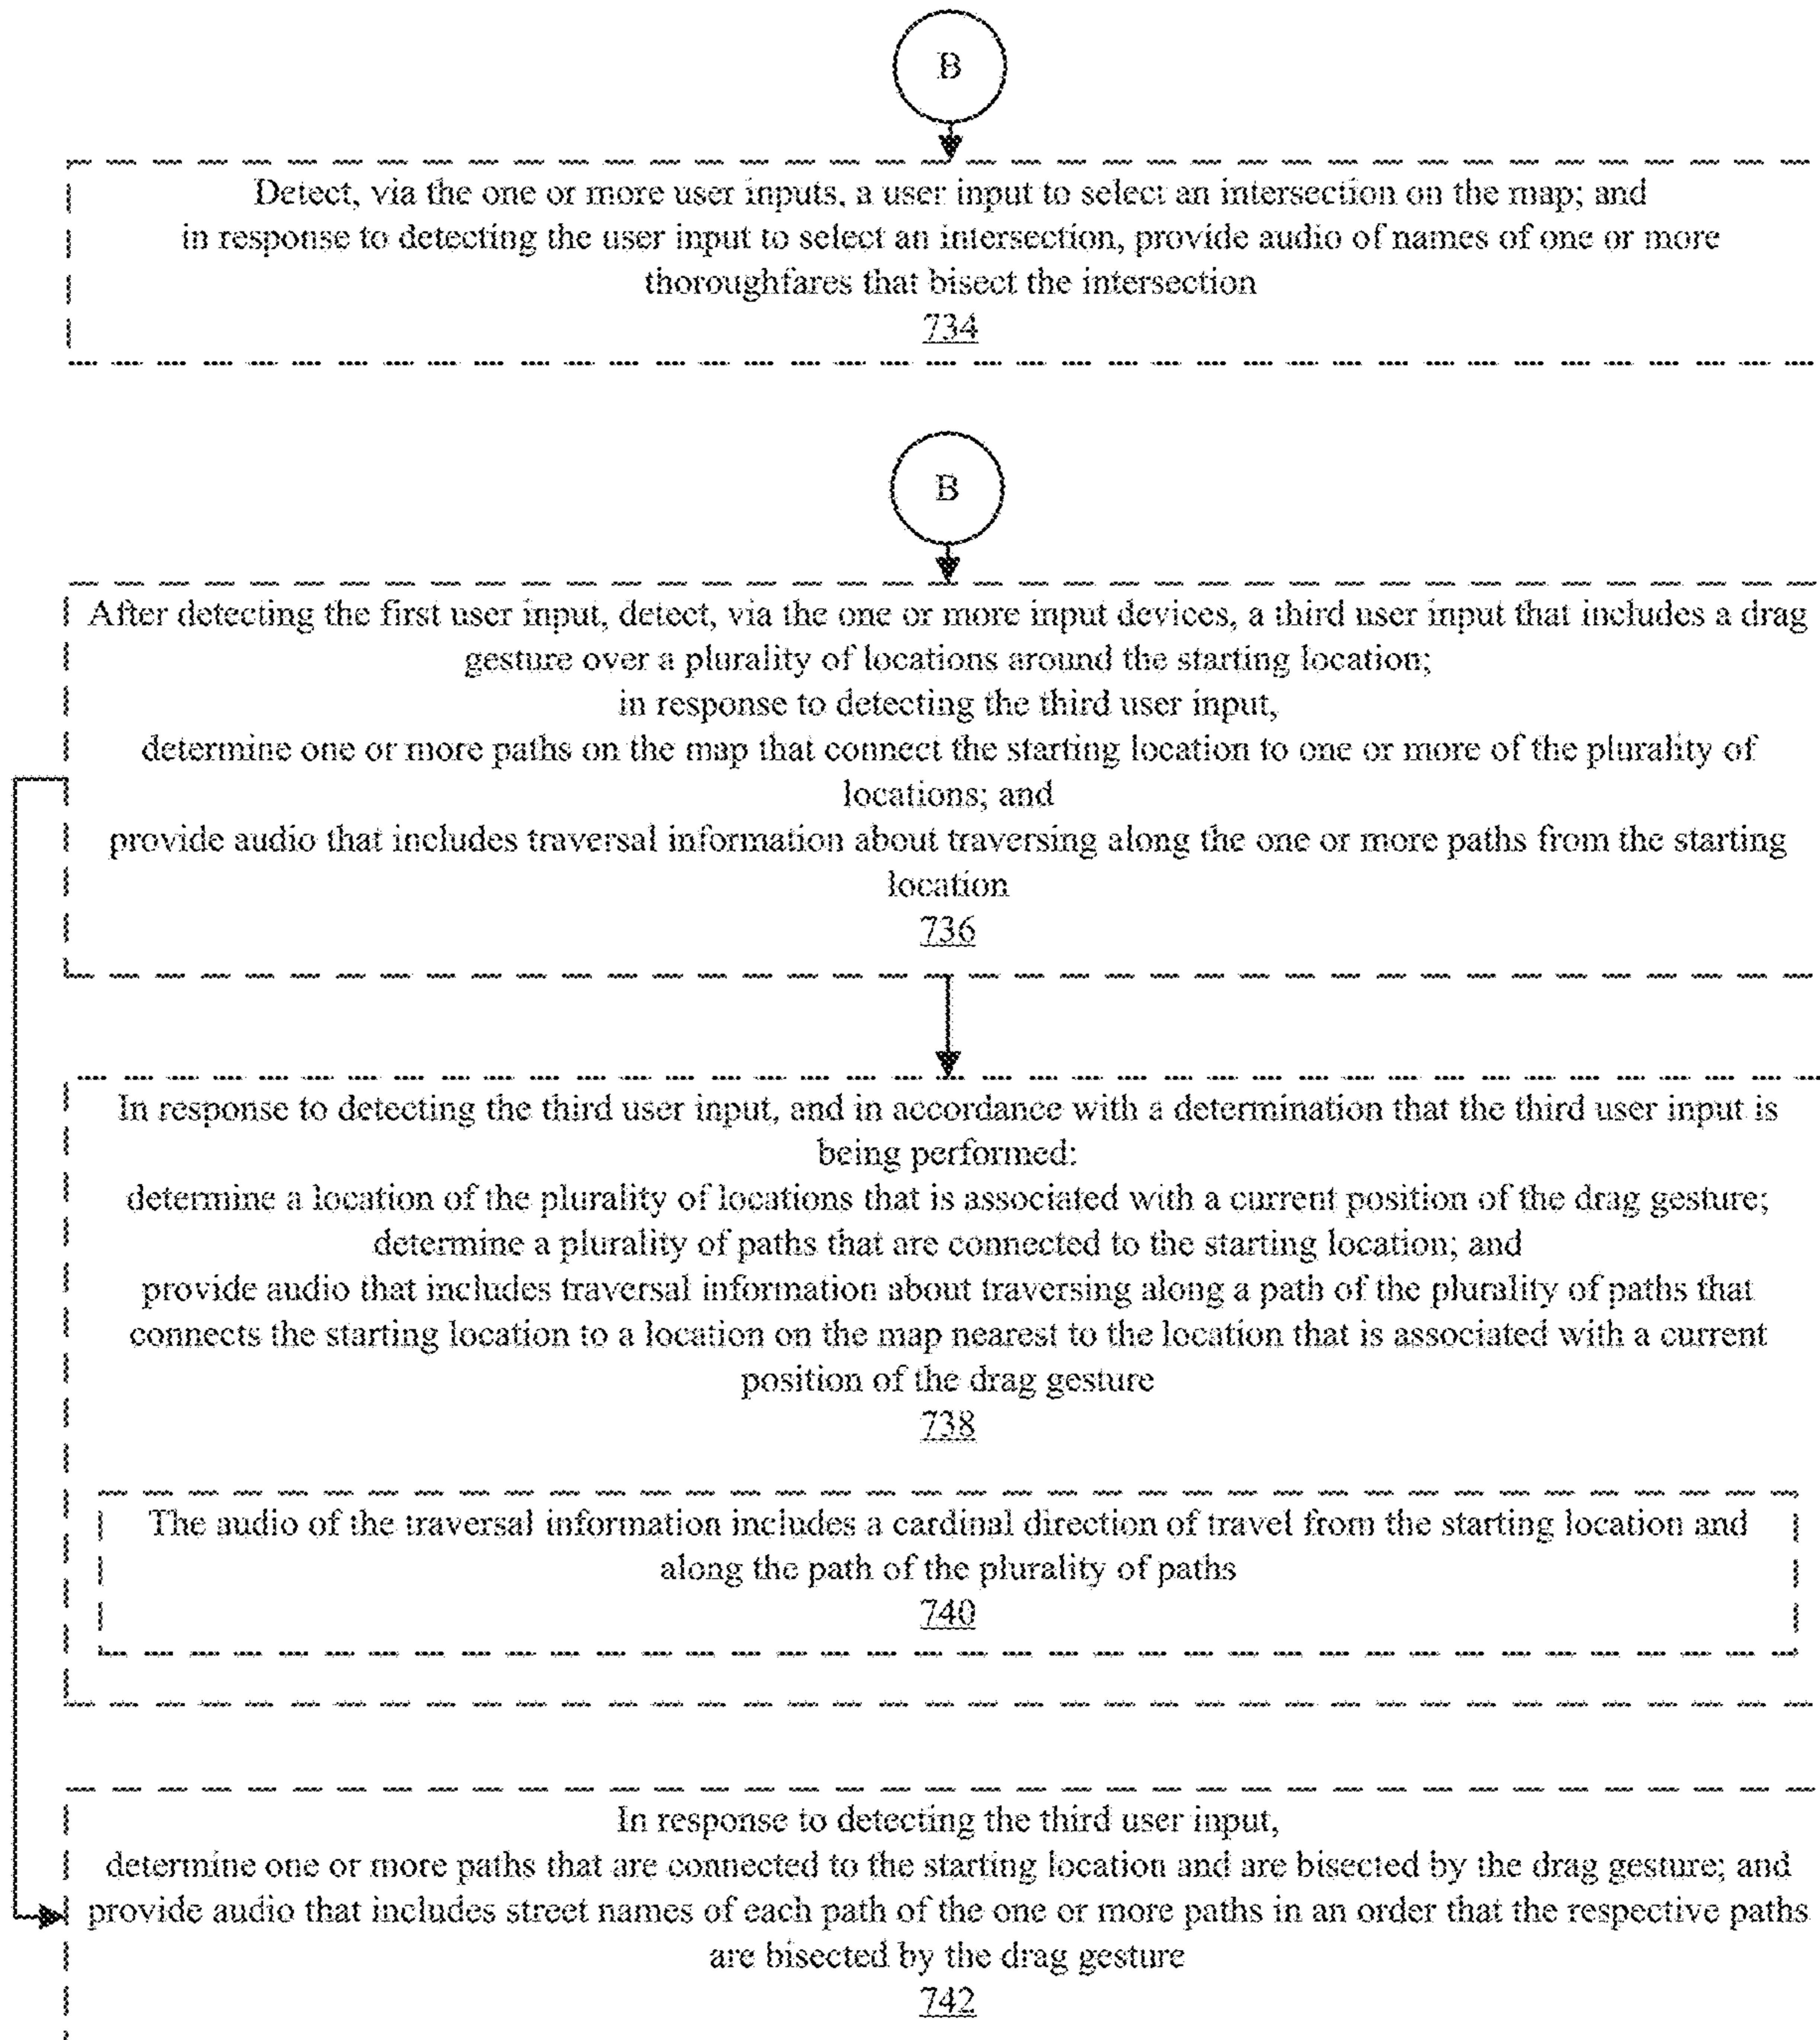 B
Detect, via the one or more user inputs, a user input to select an intersection on the map; and
in response to detecting the user input to select an intersection, provide audio of names of one or more
thoroughfares that bisect the intersection
734
B
After detecting the first user input, detect, via the one or more input devices, a third user input that includes a drag
gesture over a plurality of locations around the starting location;
in response to detecting the third user input,
determine one or more paths on the map that connect the starting location to one or more of the plurality of
locations; and
provide audio that includes traversal information about traversing along the one or more paths from the starting
location
736
In response to detecting the third user input, and in accordance with a determination that the third user input is
being performed:
determine a location of the plurality of locations that is associated with a current position of the drag gesture;
determine a plurality of paths that are connected to the starting location; and
provide audio that includes traversal information about traversing along a path of the plurality of paths that
connects the starting location to a location on the map nearest to the location that is associated with a current
position of the drag gesture
738
The audio of the traversal information includes a cardinal direction of travel from the starting location and
along the path of the plurality of paths
740
In response to detecting the third user input,
determine one or more paths that are connected to the starting location and are bisected by the drag gesture; and
provide audio that includes street names of each path of the one or more paths in an order that the respective paths
are bisected by the drag gesture
742